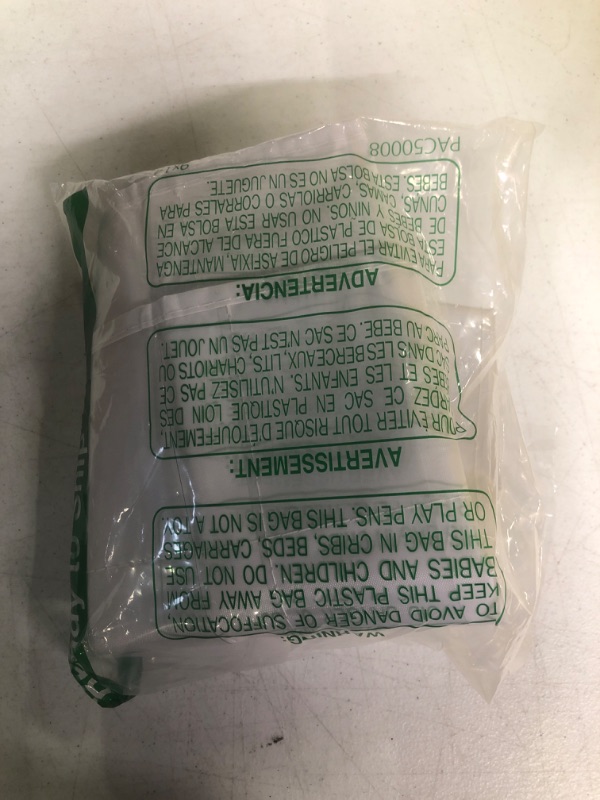 WARNING:
TO AVOID DANGER OF SUFFOCATION,
KEEP THIS PLASTIC BAG AWAY FROM
BABIES AND CHILDREN. DO NOT USE
THIS BAG IN CRIBS, BEDS, CARRIAGES
OR PLAY PENS. THIS BAG IS NOT A TOY.
AVERTISSEMENT:
POUR ÉVITER TOUT RISQUE D'ÉTOUFFEMENT,
CE SAC EN PLASTIQUE LOIN DES
ET LES ENFANTS. N'UTILISEZ PAS CE
SAC DANS LES BERCEAUX, LITS, CHARIOTS OU
PARC AU BEBE. CE SAC N'EST PAS UN JOUET.
ADVERTENCIA:
PARA EVITAR EL PELIGRO DE ASFIXIA, MANTENGA
ESTA BOLSA DE PLASTICO FUERA DEL ALCANCE
DE BEBES Y NINOS. NO USAR ESTA BOLSA EN
CUNAS, CAMAS, CARRIOLAS O CORRALES PARA
BEBES. ESTA BOLSA NO ES UN JUGUETE.
PAC50008
Ready to Ship